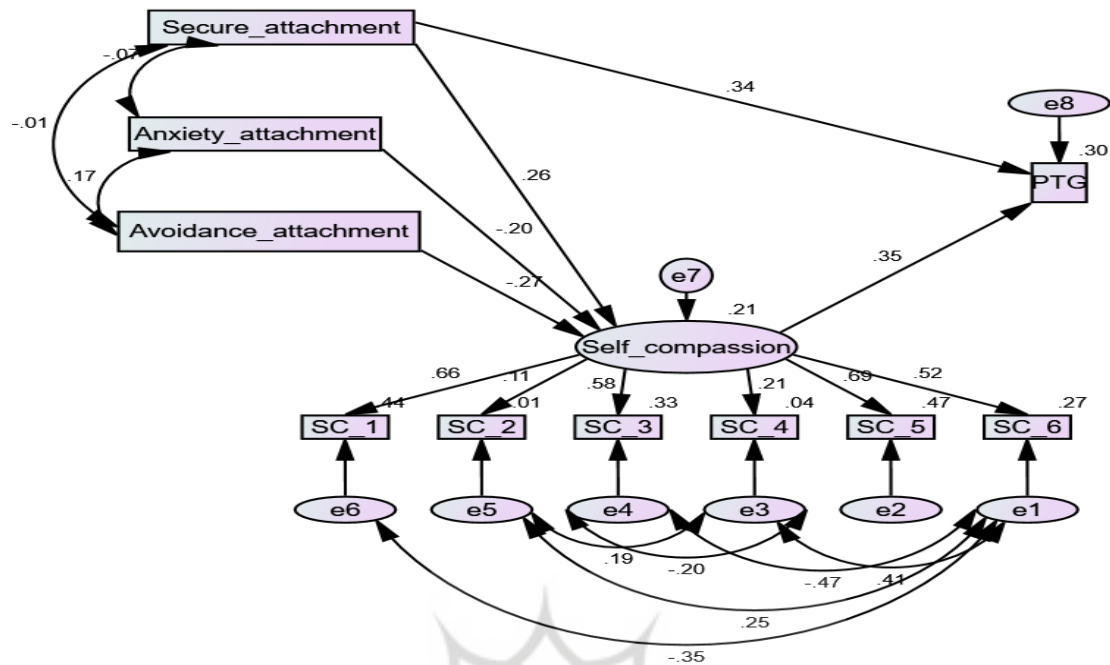 Secure_attachment
-.07
.34
e8
-.01
Anxiety_attachment
.30
.17
.26
PTG
Avoidance_attachment
-.20
.35
-.27
e7
.21
Self_compassion
.66
.11
.58
.21
.69
.52
.44
.01
.33
.04
.47
.27
SC_1
SC_2
SC_3
SC_4
SC_5
SC_6
e6
e5
e4
e3
e2
e1
.19
-.20
-.47
.41
.25
-.35